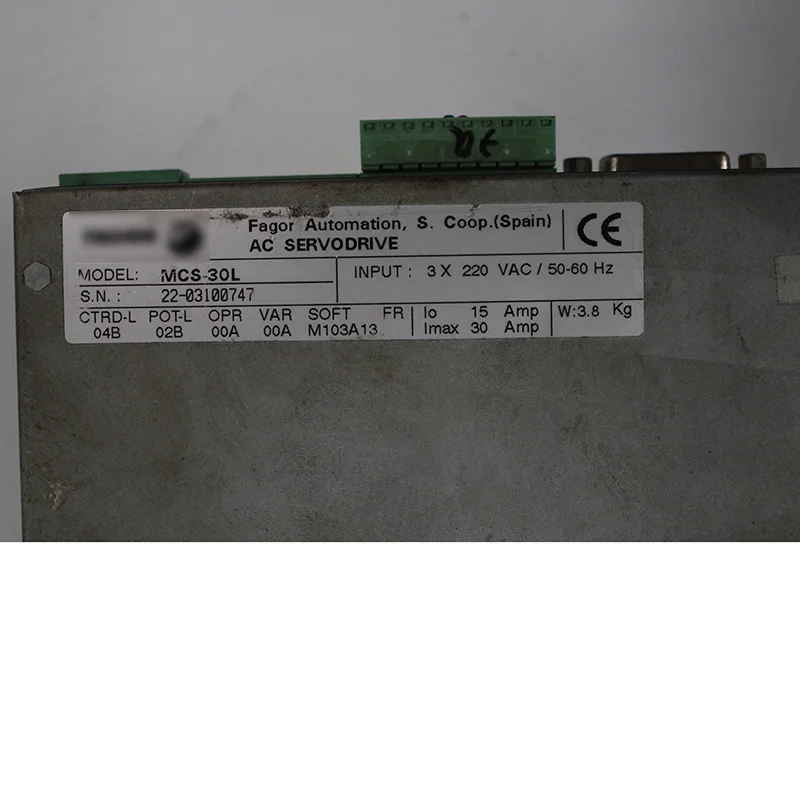 Fagor Automation, S. Coop.(Spain)
AC SERVODRIVE
CE
MODEL: MCS-30L
S.N. : 22-03100747
INPUT : 3 X 220 VAC / 50-60 Hz
CTRD-L POT-L OPR VAR SOFT FR
04B 02B 00A 00A M103A13
Io 15 Amp
Imax 30 Amp
W:3.8 Kg